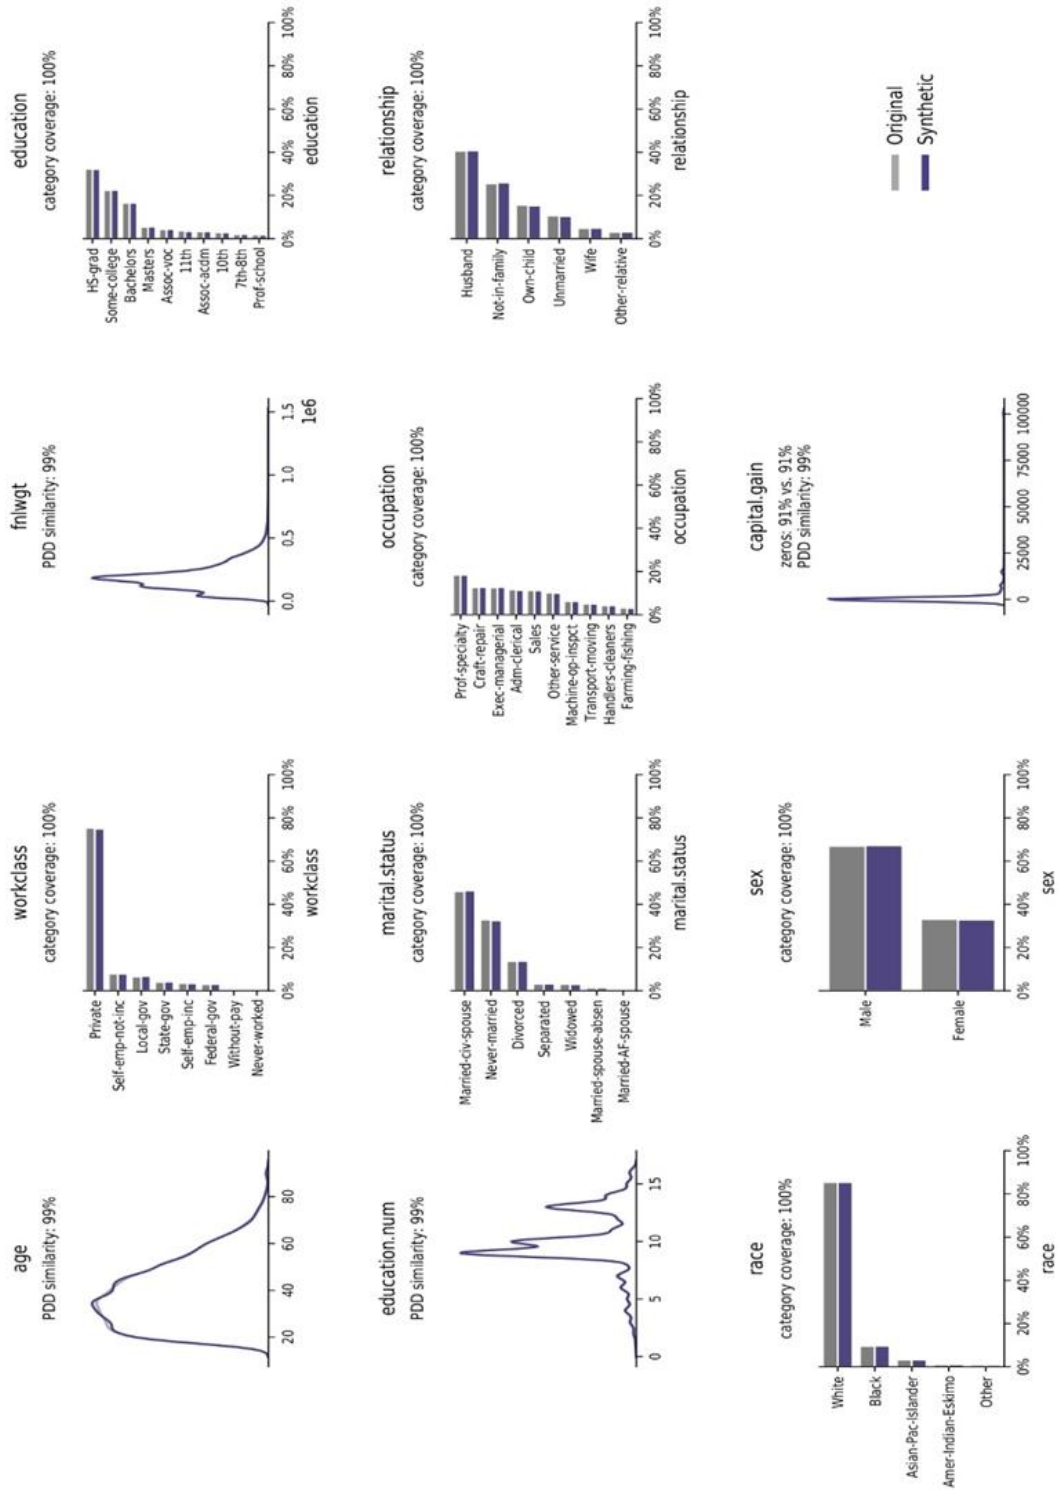 age
PDD similarity: 99%
20
40
60
80
workclass
category coverage: 100%
Private
Self-emp-not-inc
Local-gov
State-gov
Self-emp-inc
Federal-gov
Without-pay
Never-worked
0%
20%
40%
60%
80%
100%
workclass
fnlwgt
PDD similarity: 99%
0.0
0.5
1.0
1.5
1e6
education
category coverage: 100%
HS-grad
Some-college
Bachelors
Masters
Assoc-voc
11th
Assoc-acdm
10th
7th-8th
Prof-school
0%
20%
40%
60%
80%
100%
education
education.num
PDD similarity: 99%
0
5
10
15
marital.status
category coverage: 100%
Married-civ-spouse
Never-married
Divorced
Separated
Widowed
Married-spouse-absen
Married-AF-spouse
0%
20%
40%
60%
80%
100%
marital.status
occupation
category coverage: 100%
Prof-specialty
Craft-repair
Exec-managerial
Adm-clerical
Sales
Other-service
Machine-op-inspct
Transport-moving
Handlers-cleaners
Farming-fishing
0%
20%
40%
60%
80%
100%
occupation
relationship
category coverage: 100%
Husband
Not-in-family
Own-child
Unmarried
Wife
Other-relative
0%
20%
40%
60%
80%
100%
relationship
race
category coverage: 100%
White
Black
Asian-Pac-Islander
Amer-Indian-Eskimo
Other
0%
20%
40%
60%
80%
100%
race
sex
category coverage: 100%
Male
Female
0%
20%
40%
60%
80%
100%
sex
capital.gain
zeros: 91% vs. 91%
PDD similarity: 99%
0
25000
50000
75000
100000
Original
Synthetic